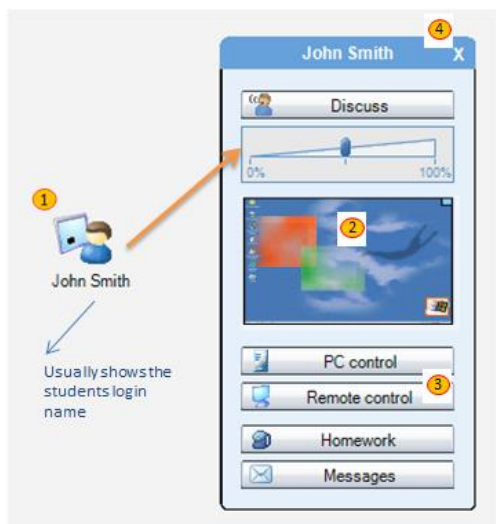 4
John Smith X
Discuss
0% 100%
1
2
John Smith
Usually shows the
students login
name
PC control
3
Remote control
Homework
Messages